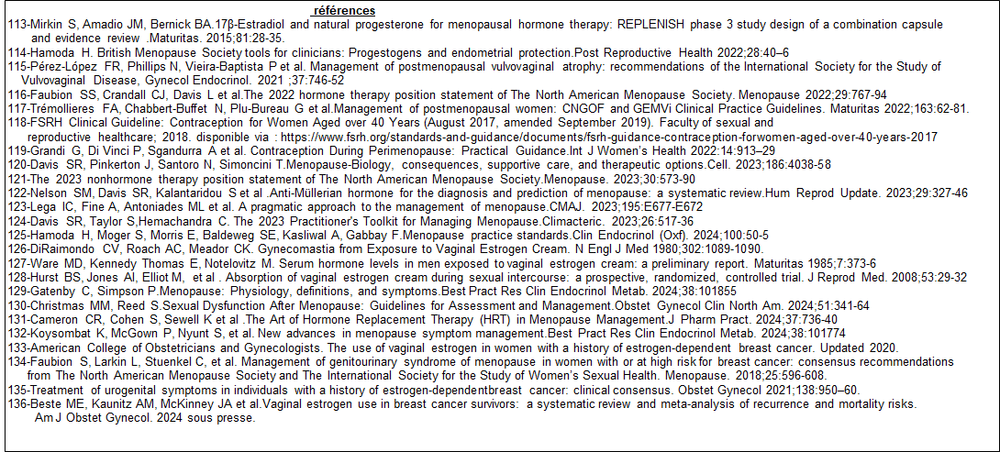 références
113-Mirkin S, Amadio JM, Bernick BA.17β-Estradiol and natural progesterone for menopausal hormone therapy: REPLENISH phase 3 study design of a combination capsule
and evidence review .Maturitas. 2015;81:28-35.
114-Hamoda H. British Menopause Society tools for clinicians: Progestogens and endometrial protection.Post Reproductive Health 2022;28:40–6
115-Pérez-López FR, Phillips N, Vieira-Baptista P et al. Management of postmenopausal vulvovaginal atrophy: recommendations of the International Society for the Study of
Vulvovaginal Disease, Gynecol Endocrinol. 2021 ;37:746-52
116-Faubion SS, Crandall CJ, Davis L et al.The 2022 hormone therapy position statement of The North American Menopause Society. Menopause 2022;29:767-94
117-Trémollieres FA, Chabbert-Buffet N, Plu-Bureau G et al.Management of postmenopausal women: CNGOF and GEMVi Clinical Practice Guidelines. Maturitas 2022;163:62-81.
118-FSRH Clinical Guideline: Contraception for Women Aged over 40 Years (August 2017, amended September 2019). Faculty of sexual and
reproductive healthcare; 2018. disponible via : https://www.fsrh.org/standards-and-guidance/documents/fsrh-guidance-contraception-forwomen-aged-over-40-years-2017
119-Grandi G, Di Vinci P, Sgandurra A et al. Contraception During Perimenopause: Practical Guidance.Int J Women’s Health 2022:14:913–29
120-Davis SR, Pinkerton J, Santoro N, Simoncini T.Menopause-Biology, consequences, supportive care, and therapeutic options.Cell. 2023;186:4038-58
121-The 2023 nonhormone therapy position statement of The North American Menopause Society.Menopause. 2023;30:573-90
122-Nelson SM, Davis SR, Kalantaridou S et al .Anti-Müllerian hormone for the diagnosis and prediction of menopause: a systematic review.Hum Reprod Update. 2023;29:327-46
123-Lega IC, Fine A, Antoniades ML et al. A pragmatic approach to the management of menopause.CMAJ. 2023;195:E677-E672
124-Davis SR, Taylor S,Hemachandra C. The 2023 Practitioner's Toolkit for Managing Menopause.Climacteric. 2023;26:517-36
125-Hamoda H, Moger S, Morris E, Baldeweg SE, Kasliwal A, Gabbay F.Menopause practice standards.Clin Endocrinol (Oxf). 2024;100:50-5
126-DiRaimondo CV, Roach AC, Meador CK. Gynecomastia from Exposure to Vaginal Estrogen Cream. N Engl J Med 1980;302:1089-1090.
127-Ware MD, Kennedy Thomas E, Notelovitz M. Serum hormone levels in men exposed to vaginal estrogen cream: a preliminary report. Maturitas 1985;7:373-6
128-Hurst BS, Jones AI, Elliot M, et al . Absorption of vaginal estrogen cream during sexual intercourse: a prospective, randomized, controlled trial. J Reprod Med. 2008;53:29-32
129-Gatenby C, Simpson P.Menopause: Physiology, definitions, and symptoms.Best Pract Res Clin Endocrinol Metab. 2024;38:101855
130-Christmas MM, Reed S.Sexual Dysfunction After Menopause: Guidelines for Assessment and Management.Obstet Gynecol Clin North Am. 2024;51:341-64
131-Cameron CR, Cohen S, Sewell K et al .The Art of Hormone Replacement Therapy (HRT) in Menopause Management.J Pharm Pract. 2024;37:736-40
132-Koysombat K, McGown P, Nyunt S, et al. New advances in menopause symptom management.Best Pract Res Clin Endocrinol Metab. 2024;38:101774
133-American College of Obstetricians and Gynecologists. The use of vaginal estrogen in women with a history of estrogen-dependent breast cancer. Updated 2020.
134-Faubion S, Larkin L, Stuenkel C, et al. Management of genitourinary syndrome of menopause in women with or at high risk for breast cancer: consensus recommendations
from The North American Menopause Society and The International Society for the Study of Women’s Sexual Health. Menopause. 2018;25:596-608.
135-Treatment of urogenital symptoms in individuals with a history of estrogen-dependentbreast cancer: clinical consensus. Obstet Gynecol 2021;138:950–60.
136-Beste ME, Kaunitz AM, McKinney JA et al.Vaginal estrogen use in breast cancer survivors: a systematic review and meta-analysis of recurrence and mortality risks.
Am J Obstet Gynecol. 2024 sous presse.